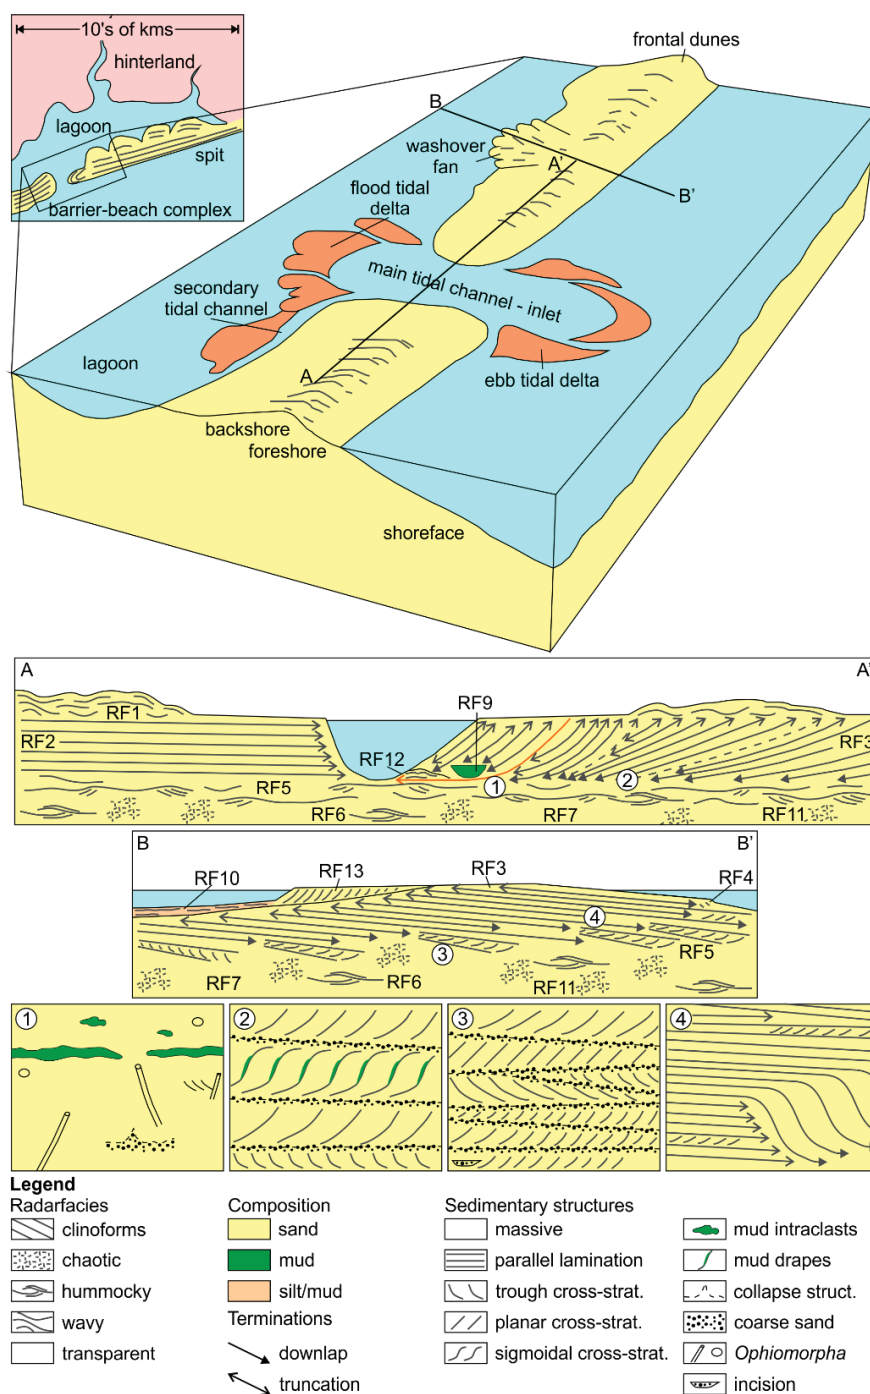 10's of kms
hinterland
lagoon
spit
barrier-beach complex
frontal dunes
B
washover
fan
A'
B'
flood tidal
delta
main tidal channel - inlet
secondary
tidal channel
lagoon
A
ebb tidal delta
backshore
foreshore
shoreface
A
A'
RF1
RF9
RF2
RF3
RF12
RF5
1
2
RF6
RF7
RF11
B
B'
RF10
RF13
RF3
RF4
4
3
RF5
RF7
RF6
RF11
1
2
3
4
Legend
Radarfacies
clinoforms
chaotic
hummocky
wavy
transparent
Composition
sand
mud
silt/mud
Terminations
downlap
truncation
Sedimentary structures
massive
parallel lamination
trough cross-strat.
planar cross-strat.
sigmoidal cross-strat.
mud intraclasts
mud drapes
collapse struct.
coarse sand
Ophiomorpha
incision